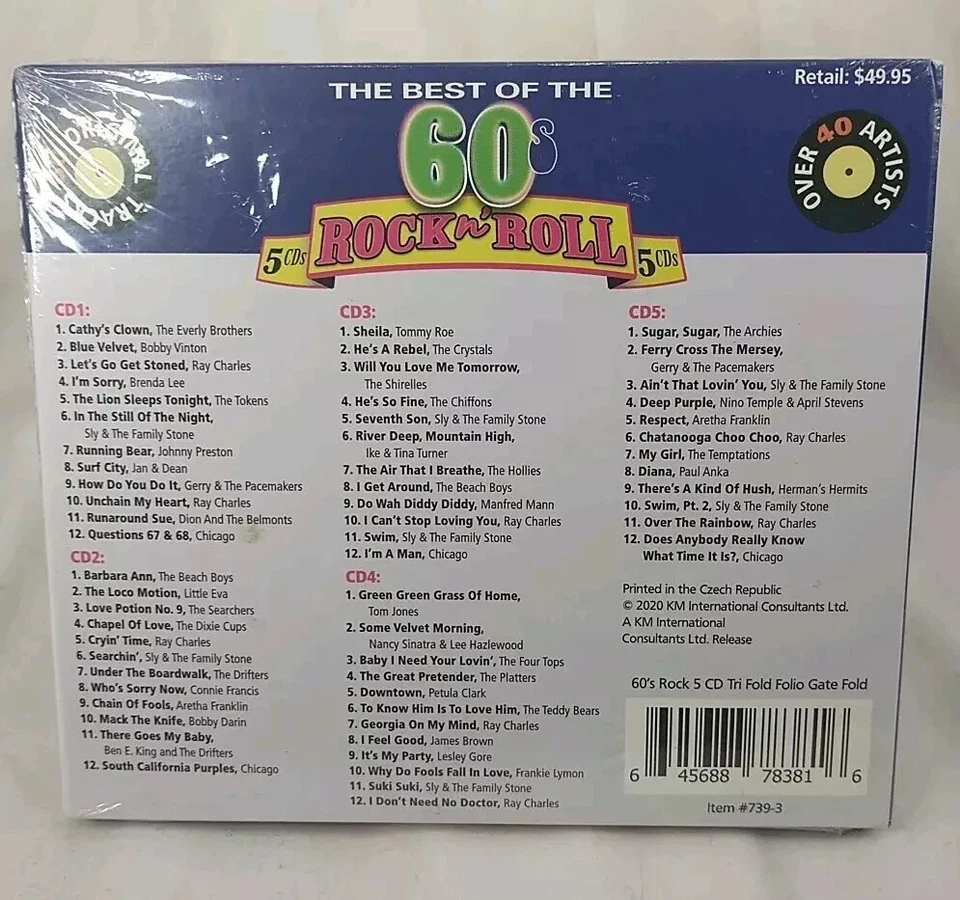 THE BEST OF THE
60s
ROCK n' ROLL
5 CDs
5 CDs
Retail: $49.95
ORIGINAL TRACKS
OVER 40 ARTISTS
CD1:
1. Cathy's Clown, The Everly Brothers
2. Blue Velvet, Bobby Vinton
3. Let's Go Get Stoned, Ray Charles
4. I'm Sorry, Brenda Lee
5. The Lion Sleeps Tonight, The Tokens
6. In The Still Of The Night,
Sly & The Family Stone
7. Running Bear, Johnny Preston
8. Surf City, Jan & Dean
9. How Do You Do It, Gerry & The Pacemakers
10. Unchain My Heart, Ray Charles
11. Runaround Sue, Dion And The Belmonts
12. Questions 67 & 68, Chicago
CD2:
1. Barbara Ann, The Beach Boys
2. The Loco Motion, Little Eva
3. Love Potion No. 9, The Searchers
4. Chapel Of Love, The Dixie Cups
5. Cryin' Time, Ray Charles
6. Searchin', Sly & The Family Stone
7. Under The Boardwalk, The Drifters
8. Who's Sorry Now, Connie Francis
9. Chain Of Fools, Aretha Franklin
10. Mack The Knife, Bobby Darin
11. There Goes My Baby,
Ben E. King and The Drifters
12. South California Purples, Chicago
CD3:
1. Sheila, Tommy Roe
2. He's A Rebel, The Crystals
3. Will You Love Me Tomorrow,
The Shirelles
4. He's So Fine, The Chiffons
5. Seventh Son, Sly & The Family Stone
6. River Deep, Mountain High,
Ike & Tina Turner
7. The Air That I Breathe, The Hollies
8. I Get Around, The Beach Boys
9. Do Wah Diddy Diddy, Manfred Mann
10. I Can't Stop Loving You, Ray Charles
11. Swim, Sly & The Family Stone
12. I'm A Man, Chicago
CD4:
1. Green Green Grass Of Home,
Tom Jones
2. Some Velvet Morning,
Nancy Sinatra & Lee Hazlewood
3. Baby I Need Your Lovin', The Four Tops
4. The Great Pretender, The Platters
5. Downtown, Petula Clark
6. To Know Him Is To Love Him, The Teddy Bears
7. Georgia On My Mind, Ray Charles
8. I Feel Good, James Brown
9. It's My Party, Lesley Gore
10. Why Do Fools Fall In Love, Frankie Lymon
11. Suki Suki, Sly & The Family Stone
12. I Don't Need No Doctor, Ray Charles
CD5:
1. Sugar, Sugar, The Archies
2. Ferry Cross The Mersey,
Gerry & The Pacemakers
3. Ain't That Lovin' You, Sly & The Family Stone
4. Deep Purple, Nino Temple & April Stevens
5. Respect, Aretha Franklin
6. Chatanooga Choo Choo, Ray Charles
7. My Girl, The Temptations
8. Diana, Paul Anka
9. There's A Kind Of Hush, Herman's Hermits
10. Swim, Pt. 2, Sly & The Family Stone
11. Over The Rainbow, Ray Charles
12. Does Anybody Really Know
What Time It Is?, Chicago
Printed in the Czech Republic
© 2020 KM International Consultants Ltd.
A KM International
Consultants Ltd. Release
60's Rock 5 CD Tri Fold Folio Gate Fold
6 45688 78381 6
Item #739-3